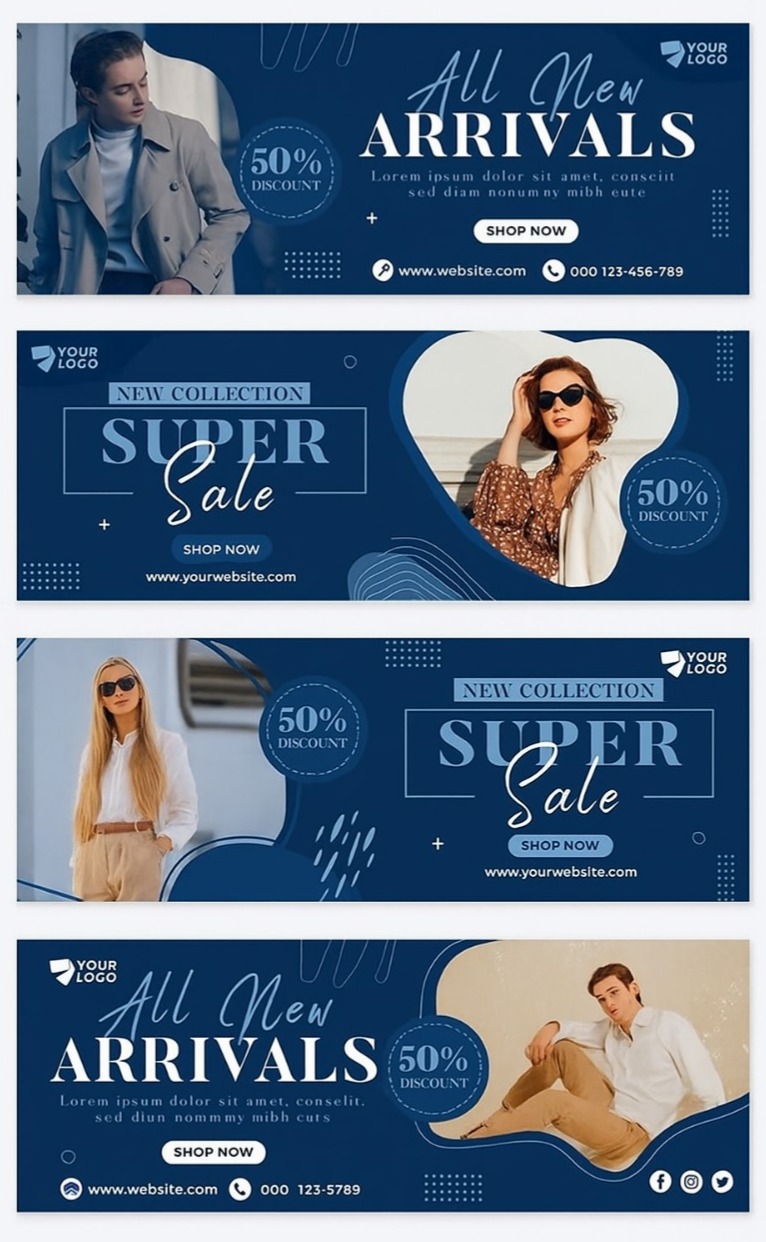 YOUR
LOGO
All New
ARRIVALS
Lorem ipsum dolor sit amet, consciit
sed diam nonumny mibh eute
50%
DISCOUNT
SHOP NOW
www.website.com 000 123-456-789
YOUR
LOGO
NEW COLLECTION
SUPER
Sale
SHOP NOW
www.yourwebsite.com
50%
DISCOUNT
YOUR
LOGO
50%
DISCOUNT
NEW COLLECTION
SUPER
Sale
SHOP NOW
www.yourwebsite.com
YOUR
LOGO
All New
ARRIVALS
Lorem ipsum dolor sit amet, conselit.
sed diun nommmy mibh curs
50%
DISCOUNT
SHOP NOW
www.website.com 000 123-5789